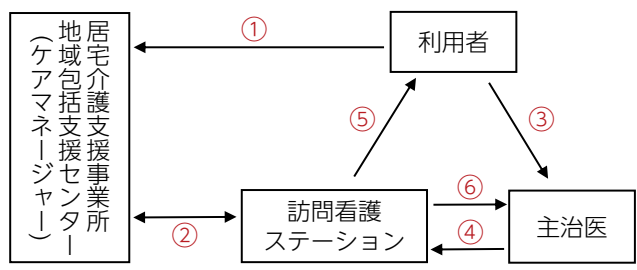 居宅介護支援事業所
地域包括支援センター
（ケアマネージャー）
①
利用者
⑤
③
②
訪問看護
ステーション
⑥
④
主治医